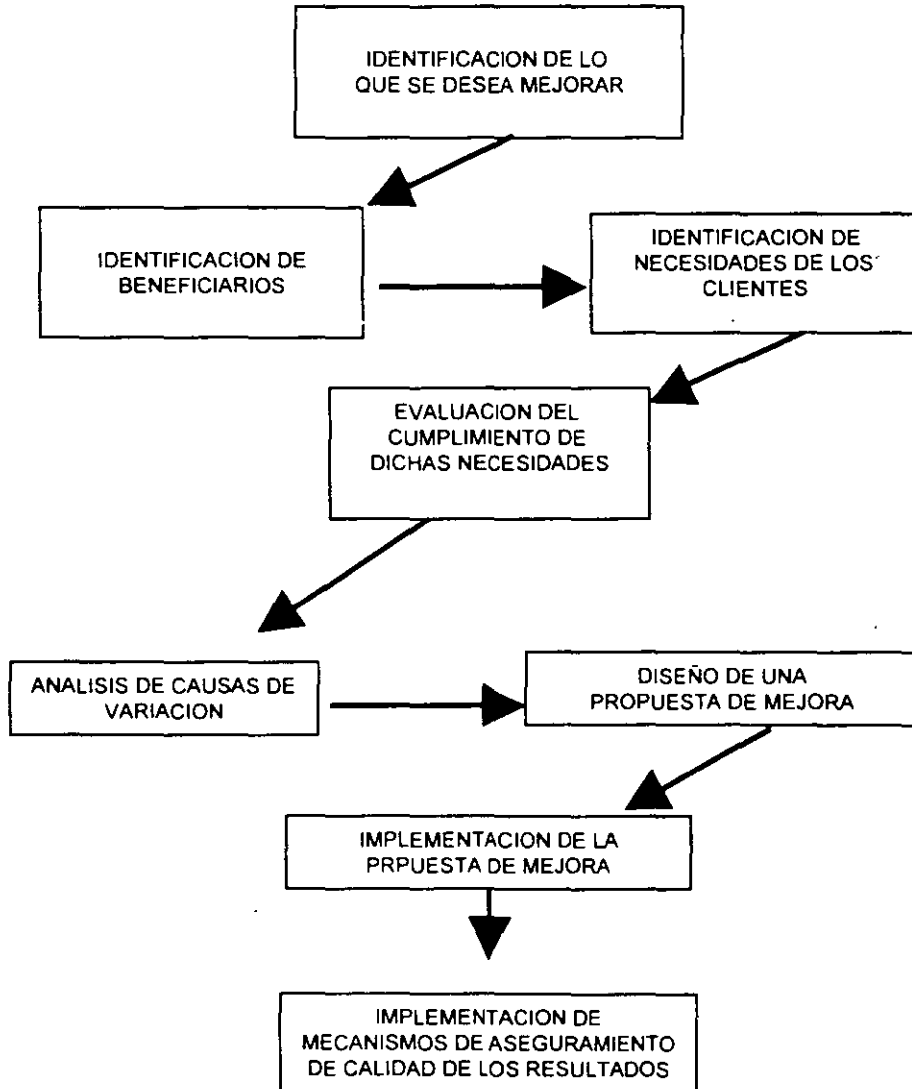 IDENTIFICACION DE LO
QUE SE DESEA MEJORAR
IDENTIFICACION DE
BENEFICIARIOS
IDENTIFICACION DE
NECESIDADES DE LOS
CLIENTES
EVALUACION DEL
CUMPLIMIENTO DE
DICHAS NECESIDADES
ANALISIS DE CAUSAS DE
VARIACION
DISEÑO DE UNA
PROPUESTA DE MEJORA
IMPLEMENTACION DE LA
PRPUESTA DE MEJORA
IMPLEMENTACION DE
MECANISMOS DE ASEGURAMIENTO
DE CALIDAD DE LOS RESULTADOS